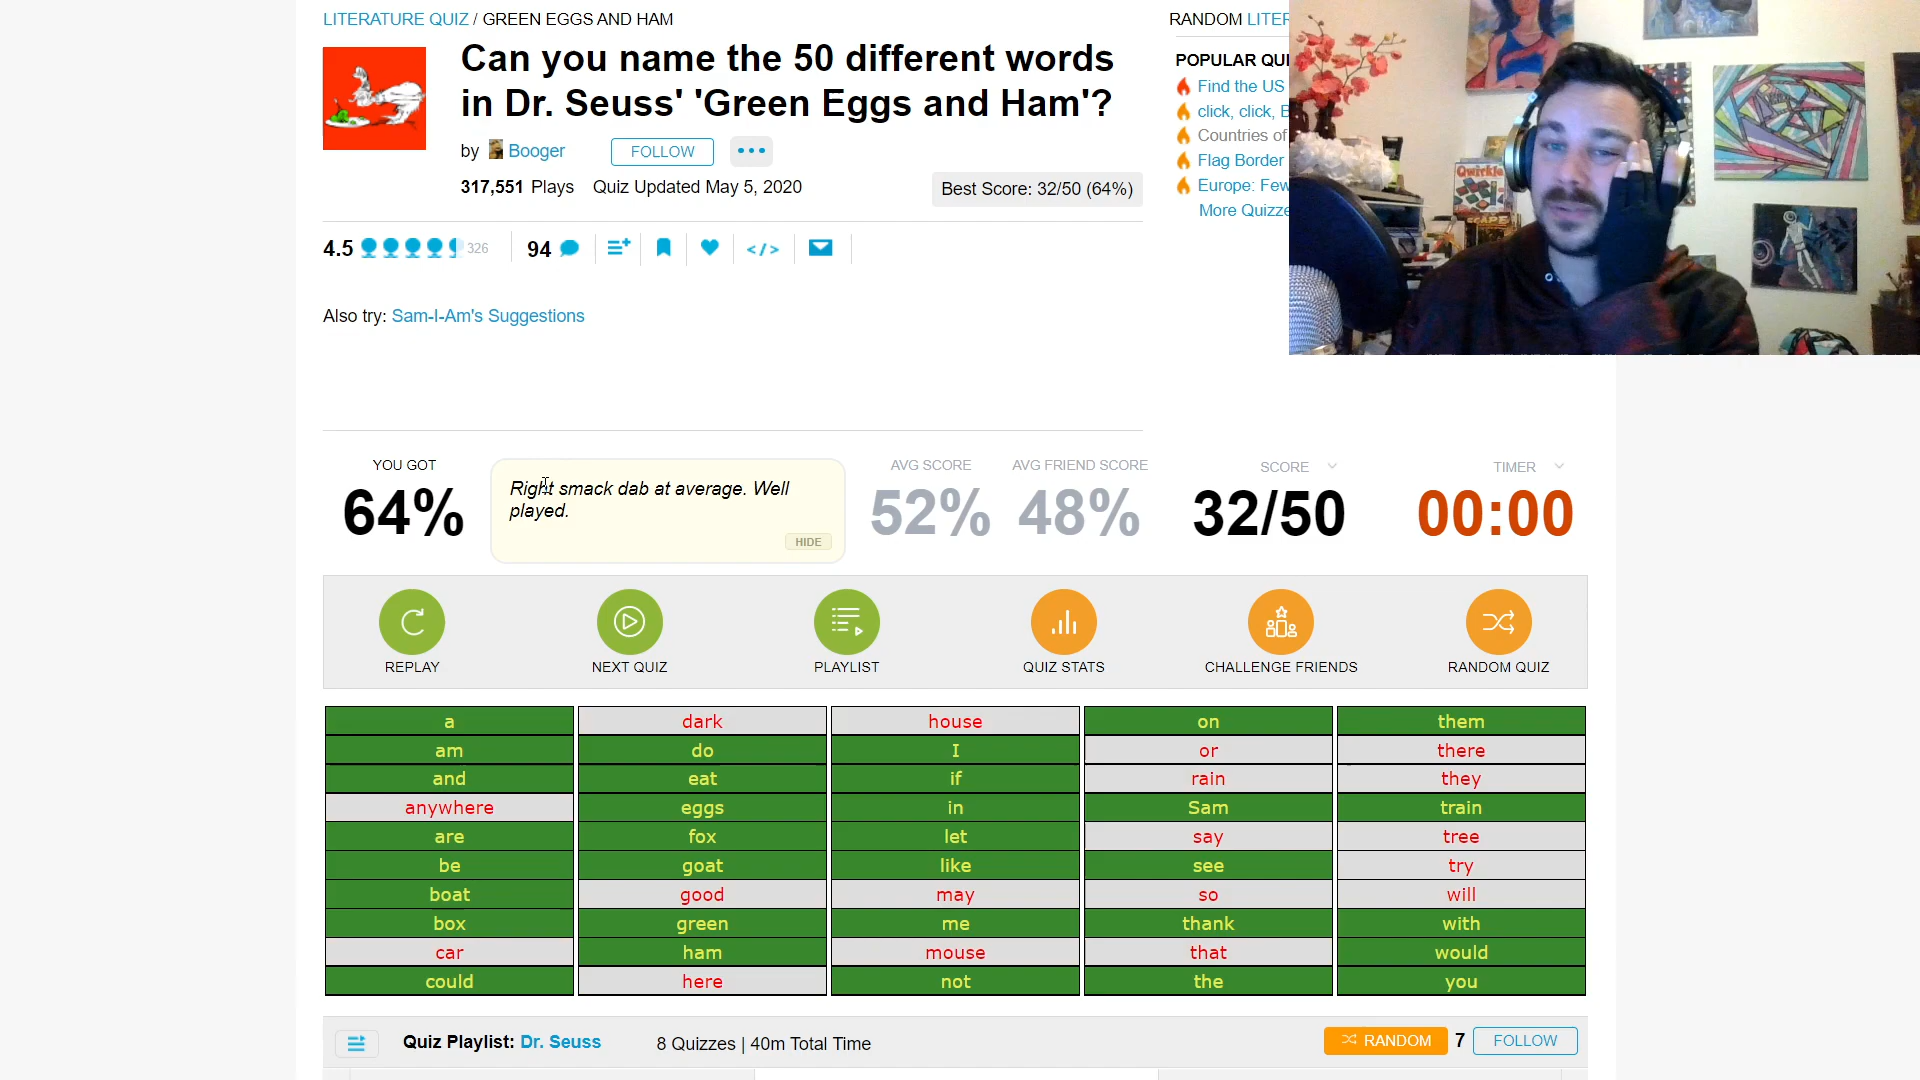 LITERATURE QUIZ / GREEN EGGS AND HAM
Can you name the 50 different words
in Dr. Seuss' 'Green Eggs and Ham'?
by Booger
FOLLOW
317,551 Plays Quiz Updated May 5, 2020
Best Score: 32/50 (64%)
4.5 326 94 </>
Also try: Sam-I-Am's Suggestions
RANDOM
POPULAR
Find the US
click, click,
Countries of
Flag Border
Europe:
More
Qwirkle
YOU GOT
64%
Right smack dab at average. Well
played.
HIDE
AVG SCORE
52%
AVG FRIEND SCORE
48%
SCORE
32/50
TIMER
00:00
REPLAY
NEXT QUIZ
PLAYLIST
QUIZ STATS
CHALLENGE FRIENDS
RANDOM QUIZ
a dark house on them
am do I or there
and eat if rain they
anywhere eggs in Sam train
are fox let say tree
be goat like see try
boat good may so will
box green me thank with
car ham mouse that would
could here not the you
Quiz Playlist: Dr. Seuss 8 Quizzes | 40m Total Time RANDOM 7 FOLLOW